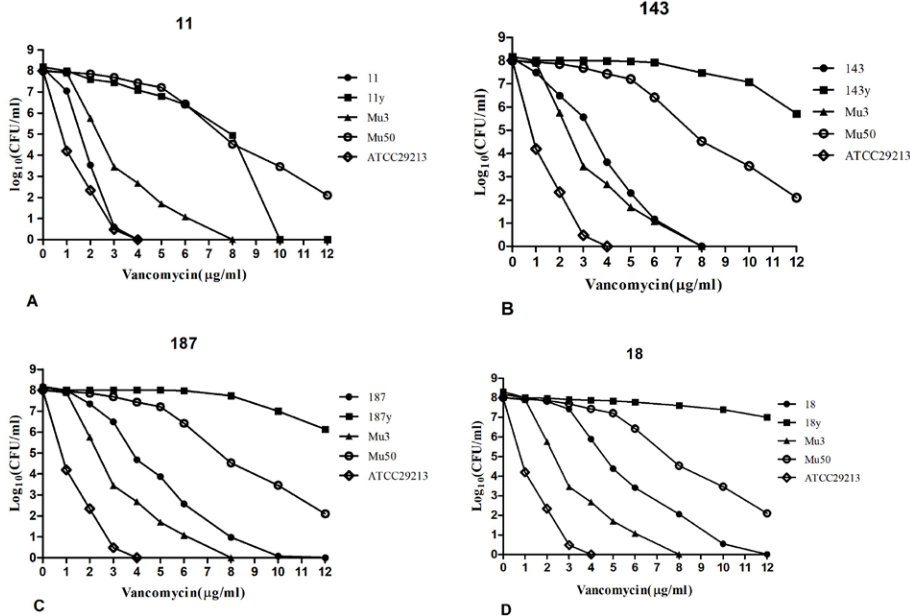 11
log10(CFU/ml)
9
8
7
6
5
4
3
2
1
0
0 1 2 3 4 5 6 7 8 9 10 11 12
Vancomycin(μg/ml)
11
11y
Mu3
Mu50
ATCC29213
A
143
Log10(CFU/ml)
9
8
7
6
5
4
3
2
1
0
0 1 2 3 4 5 6 7 8 9 10 11 12
Vancomycin(μg/ml)
143
143y
Mu3
Mu50
ATCC29213
B
187
Log10(CFU/ml)
9
8
7
6
5
4
3
2
1
0
0 1 2 3 4 5 6 7 8 9 10 11 12
Vancomycin(μg/ml)
187
187y
Mu3
Mu50
ATCC29213
C
18
Log10(CFU/ml)
9
8
7
6
5
4
3
2
1
0
0 1 2 3 4 5 6 7 8 9 10 11 12
Vancomycin(μg/ml)
18
18y
Mu3
Mu50
ATCC29213
D